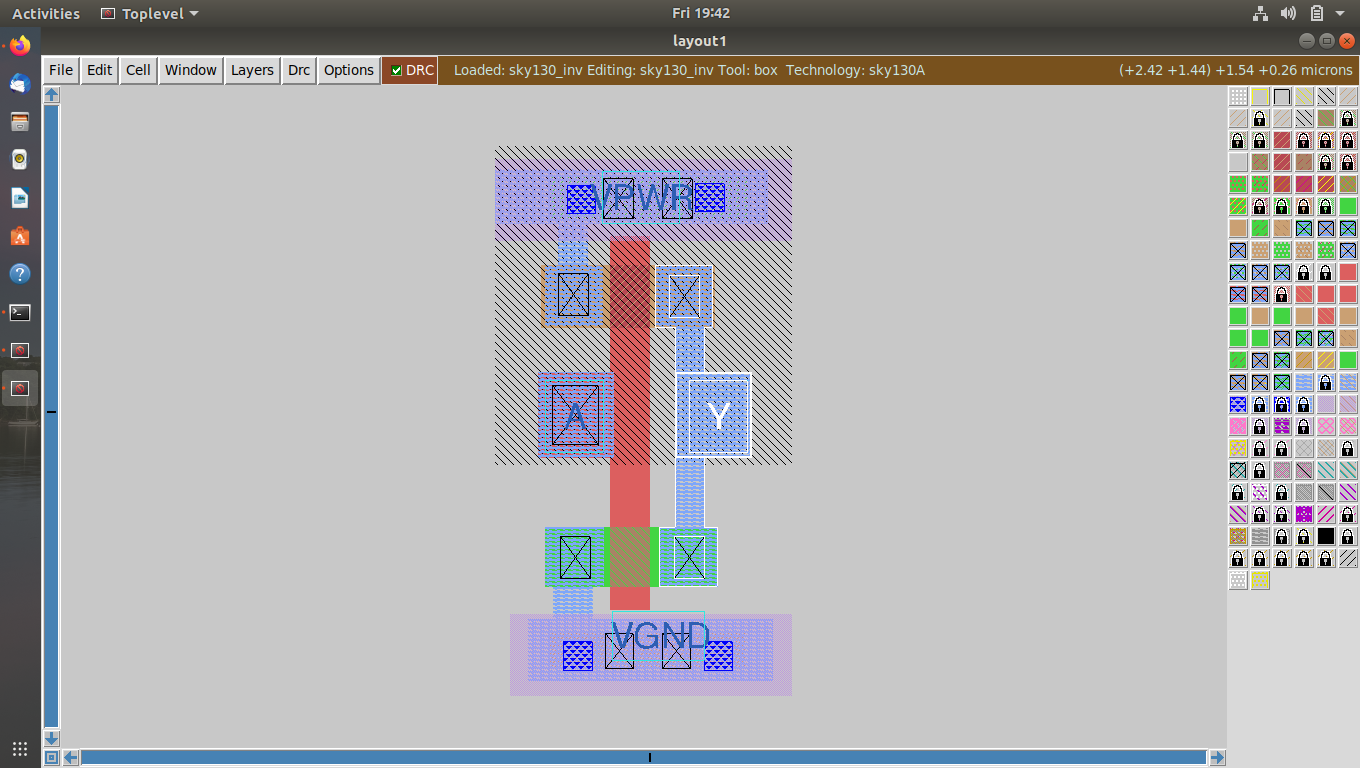 Activities Toplevel Fri 19:42
layout1
File Edit Cell Window Layers Drc Options DRC Loaded: sky130_inv Editing: sky130_inv Tool: box Technology: sky130A (+2.42 +1.44) +1.54 +0.26 microns
VPWR
A Y
VGND